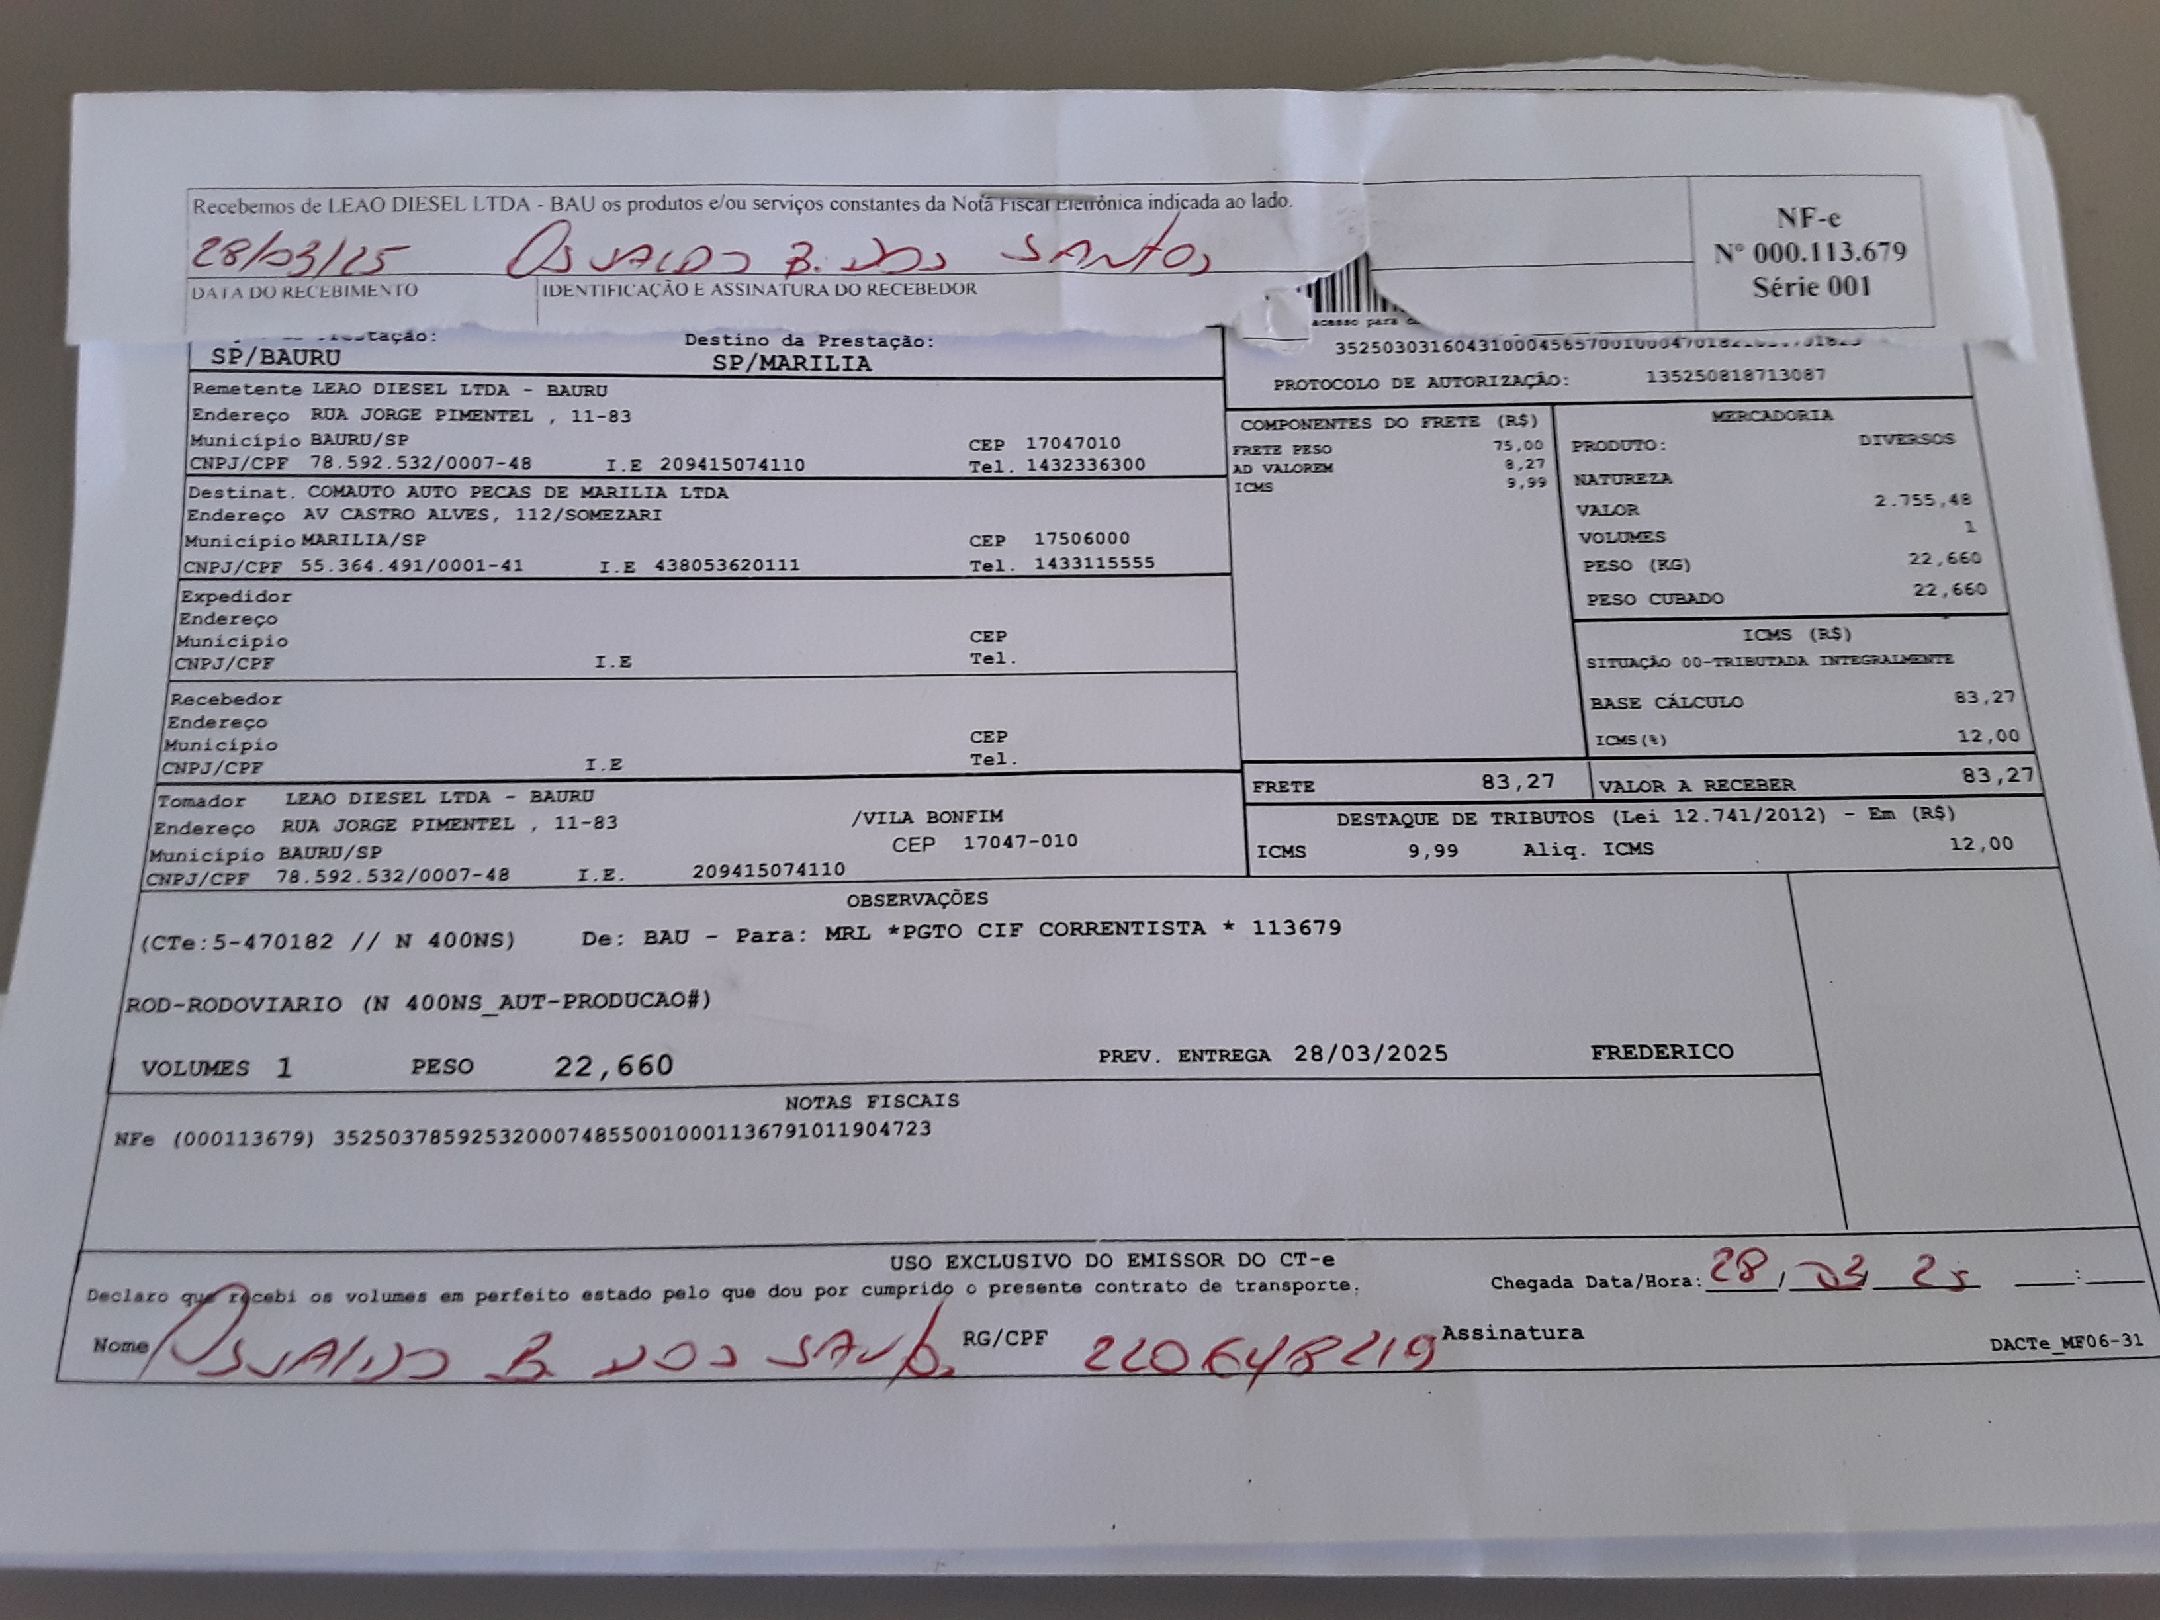 Recebemos de LEAO DIESEL LTDA - BAU os produtos e/ou serviços constantes da Nota Fiscal Eletrônica indicada ao lado.
28/03/25 OSVALDO B. DOS SANTOS
DATA DO RECEBIMENTO IDENTIFICAÇÃO E ASSINATURA DO RECEBEDOR
NF-e
Nº 000.113.679
Série 001
acesso para
Destino da Prestação:
SP/BAURU SP/MARILIA
PROTOCOLO DE AUTORIZAÇÃO: 135250818713087
Remetente LEAO DIESEL LTDA - BAURU
Endereço RUA JORGE PIMENTEL , 11-83
Município BAURU/SP CEP 17047010
CNPJ/CPF 78.592.532/0007-48 I.E 209415074110 Tel. 1432336300
Destinat. COMAUTO AUTO PECAS DE MARILIA LTDA
Endereço AV CASTRO ALVES, 112/SOMEZARI
Município MARILIA/SP CEP 17506000
CNPJ/CPF 55.364.491/0001-41 I.E 438053620111 Tel. 1433115555
Expedidor
Endereço
Município CEP
CNPJ/CPF I.E Tel.
Recebedor
Endereço
Município CEP
CNPJ/CPF I.E Tel.
Tomador LEAO DIESEL LTDA - BAURU
Endereço RUA JORGE PIMENTEL , 11-83 /VILA BONFIM
Município BAURU/SP CEP 17047-010
CNPJ/CPF 78.592.532/0007-48 I.E. 209415074110
COMPONENTES DO FRETE (R$)
FRETE PESO 75,00
AD VALOREM 8,27
ICMS 9,99
MERCADORIA
PRODUTO: DIVERSOS
NATUREZA
VALOR 2.755,48
VOLUMES 1
PESO (KG) 22,660
PESO CUBADO 22,660
ICMS (R$)
SITUAÇÃO 00-TRIBUTADA INTEGRALMENTE
BASE CÁLCULO 83,27
ICMS(%) 12,00
FRETE 83,27 VALOR A RECEBER 83,27
DESTAQUE DE TRIBUTOS (Lei 12.741/2012) - Em (R$)
ICMS 9,99 Aliq. ICMS 12,00
OBSERVAÇÕES
(CTe:5-470182 // N 400NS) De: BAU - Para: MRL *PGTO CIF CORRENTISTA * 113679
ROD-RODOVIARIO (N 400NS_AUT-PRODUCAO#)
VOLUMES 1 PESO 22,660 PREV. ENTREGA 28/03/2025 FREDERICO
NOTAS FISCAIS
NFe (000113679) 35250378592532000748550010001136791011904723
USO EXCLUSIVO DO EMISSOR DO CT-e
Declaro que recebi os volumes em perfeito estado pelo que dou por cumprido o presente contrato de transporte. Chegada Data/Hora: 28/03/25 __:__
Nome OSVALDO B. DOS SANTOS RG/CPF 220648219 Assinatura
DACTe_MF06-31